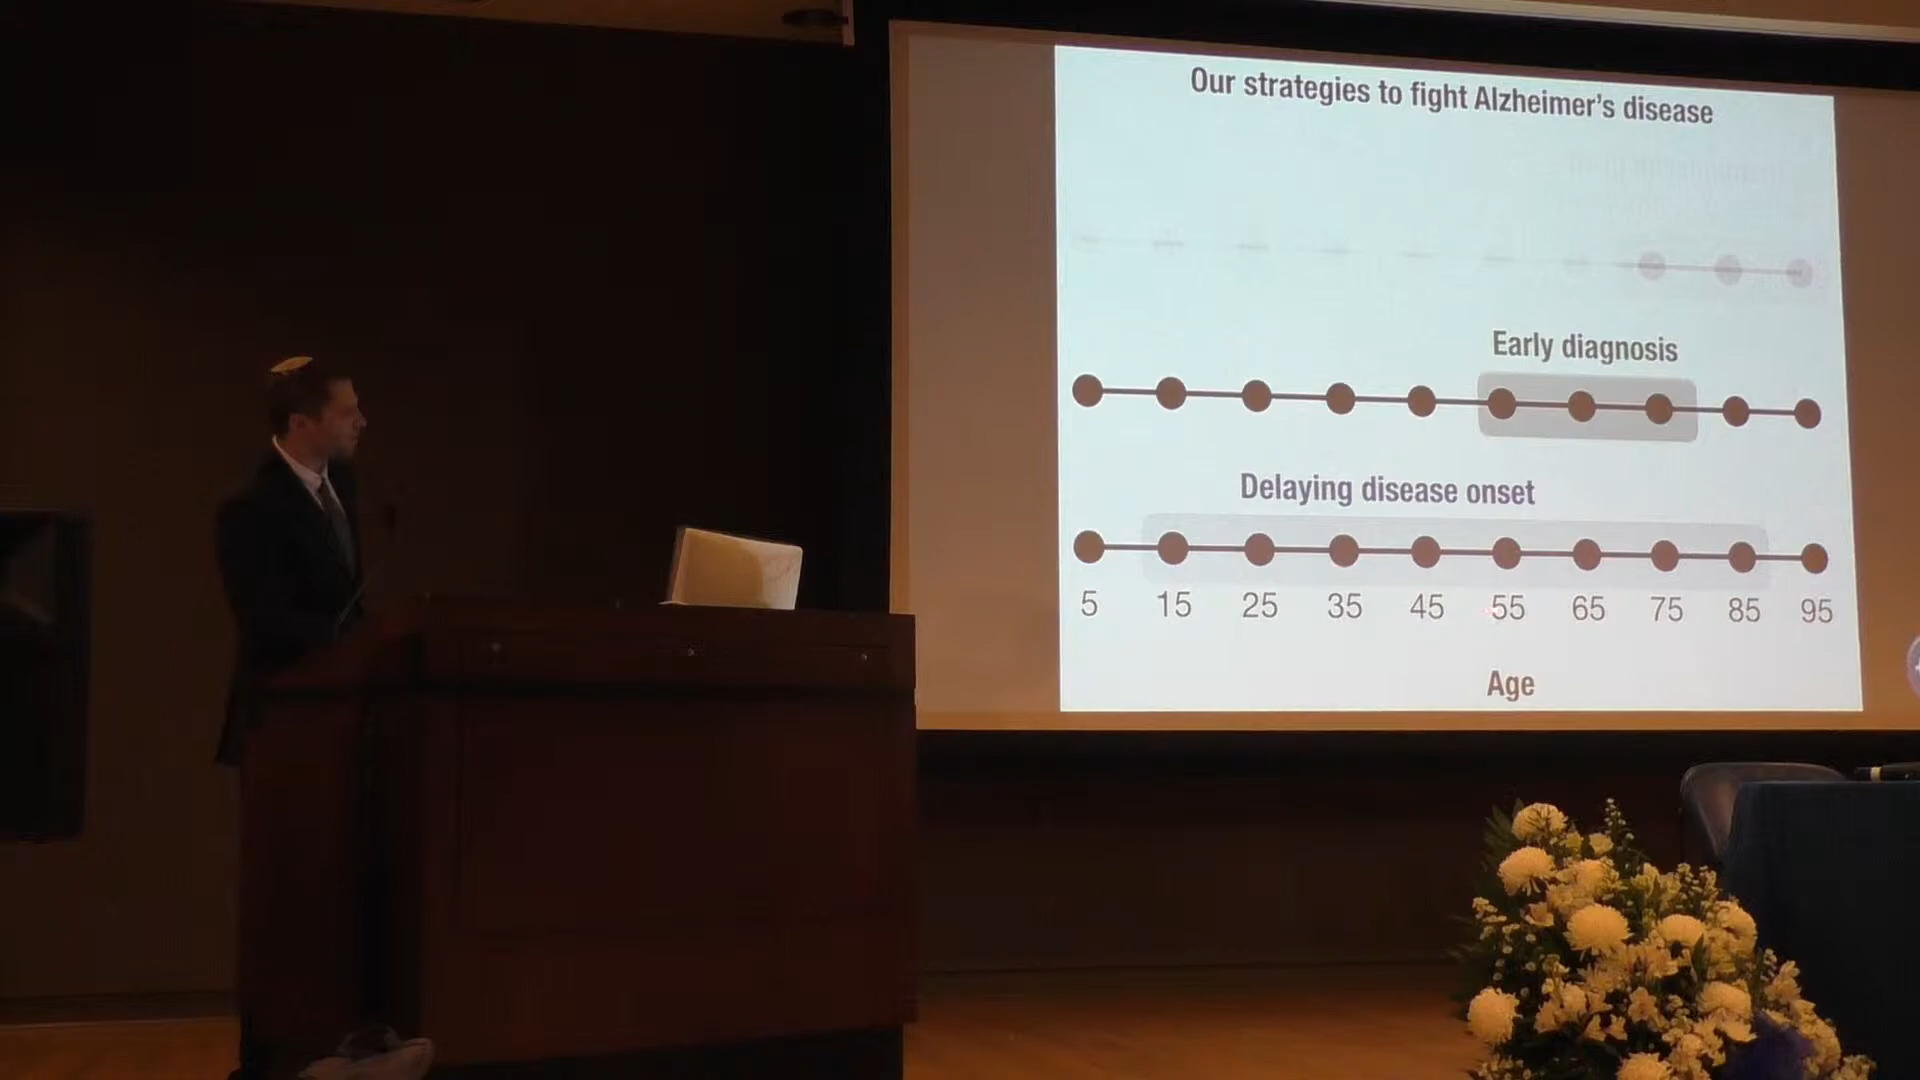 Our strategies to fight Alzheimer's disease
Early diagnosis
Delaying disease onset
5 15 25 35 45 55 65 75 85 95
Age